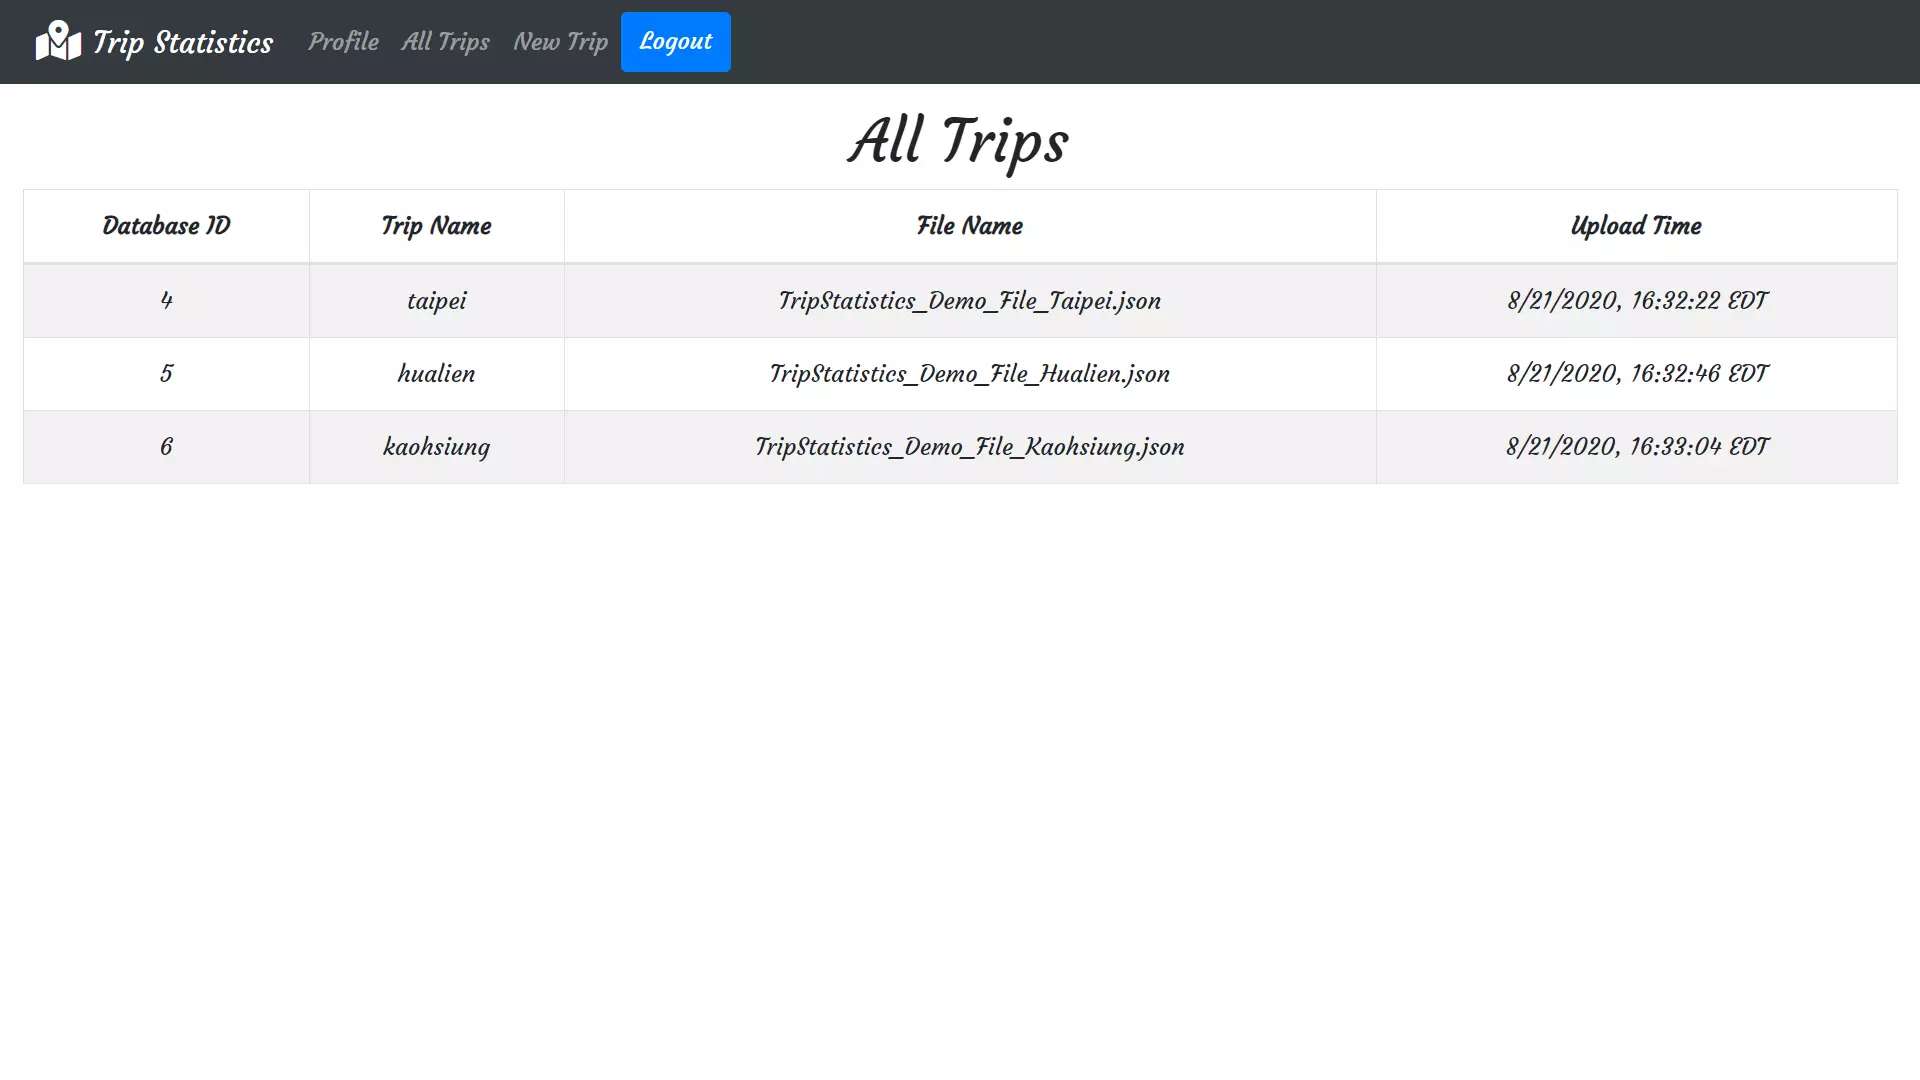 Trip Statistics Profile All Trips New Trip Logout
All Trips
Database ID Trip Name File Name Upload Time
4 taipei TripStatistics_Demo_File_Taipei.json 8/21/2020, 16:32:22 EDT
5 hualien TripStatistics_Demo_File_Hualien.json 8/21/2020, 16:32:46 EDT
6 kaohsiung TripStatistics_Demo_File_Kaohsiung.json 8/21/2020, 16:33:04 EDT